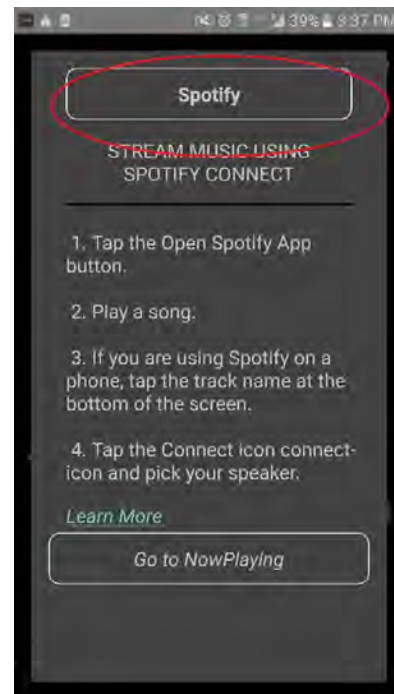 39% 8:37 PM
Spotify
STREAM MUSIC USING
SPOTIFY CONNECT
1. Tap the Open Spotify App
button.
2. Play a song.
3. If you are using Spotify on a
phone, tap the track name at the
bottom of the screen.
4. Tap the Connect icon connect-
icon and pick your speaker.
Learn More
Go to NowPlaying